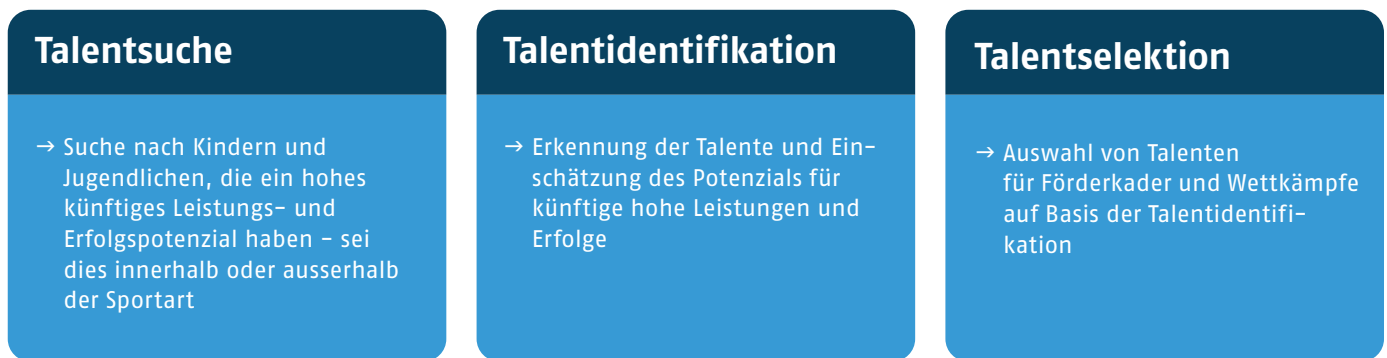 Talentsuche
→ Suche nach Kindern und
Jugendlichen, die ein hohes
künftiges Leistungs- und
Erfolgspotenzial haben – sei
dies innerhalb oder ausserhalb
der Sportart
Talentidentifikation
→ Erkennung der Talente und Ein-
schätzung des Potenzials für
künftige hohe Leistungen und
Erfolge
Talentselektion
→ Auswahl von Talenten
für Förderkader und Wettkämpfe
auf Basis der Talentidentifi-
kation